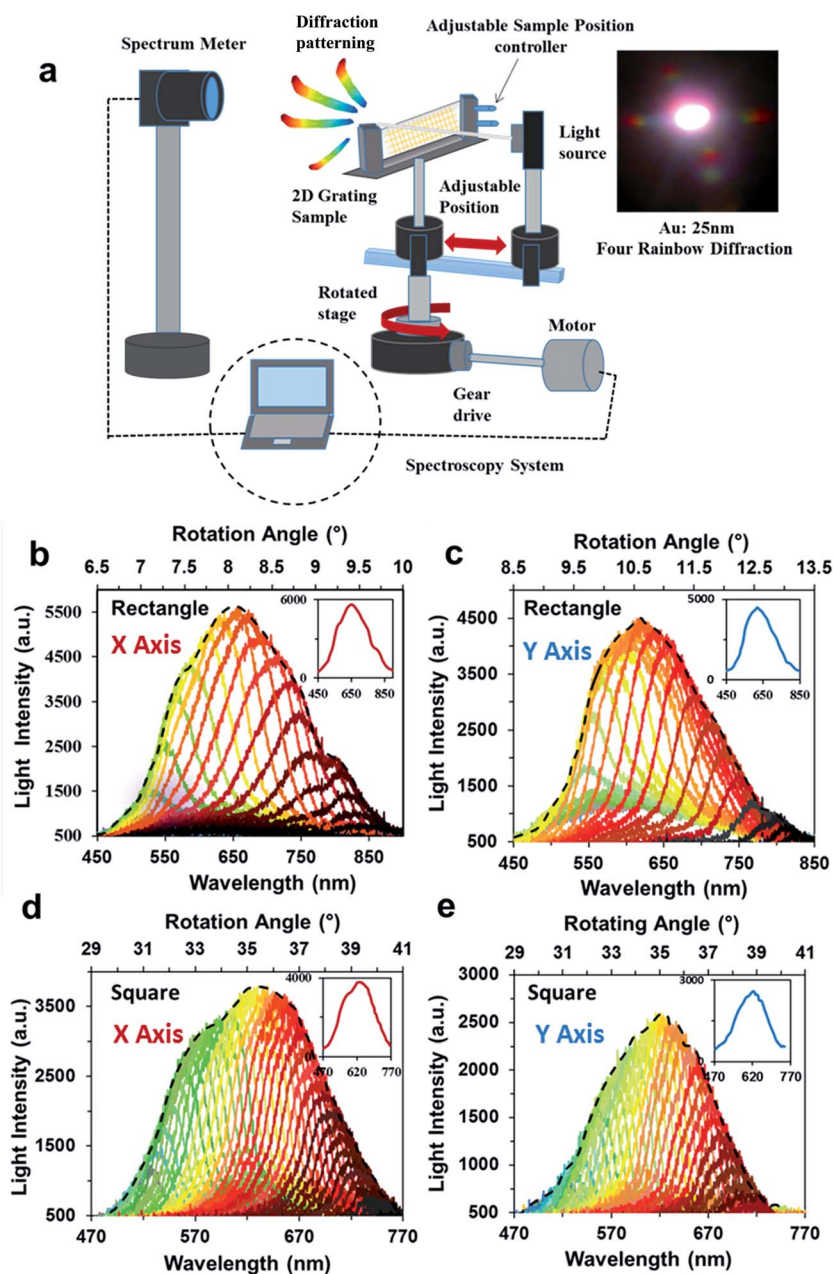 a
Spectrum Meter
Diffraction
patterning
Adjustable Sample Position
controller
Light
source
2D Grating
Sample
Adjustable
Position
Au: 25nm
Four Rainbow Diffraction
Rotated
stage
Motor
Gear
drive
Spectroscopy System
b
Rotation Angle (°)
6.5 7 7.5 8 8.5 9 9.5 10
Light Intensity (a.u.)
5500
4500
3500
2500
1500
500
Rectangle
X Axis
6000
0
450 650 850
450 550 650 750 850
Wavelength (nm)
c
Rotation Angle (°)
8.5 9.5 10.5 11.5 12.5 13.5
Light Intensity (a.u.)
4500
3500
2500
1500
500
Rectangle
Y Axis
5000
0
450 650 850
450 550 650 750 850
Wavelength (nm)
d
Rotation Angle (°)
29 31 33 35 37 39 41
Light Intensity (a.u.)
3500
2500
1500
500
Square
X Axis
4000
0
470 620 770
470 570 670 770
Wavelength (nm)
e
Rotating Angle (°)
29 31 33 35 37 39 41
Light Intensity (a.u.)
3000
2500
2000
1500
1000
500
Square
Y Axis
3000
0
470 620 770
470 570 670 770
Wavelength (nm)